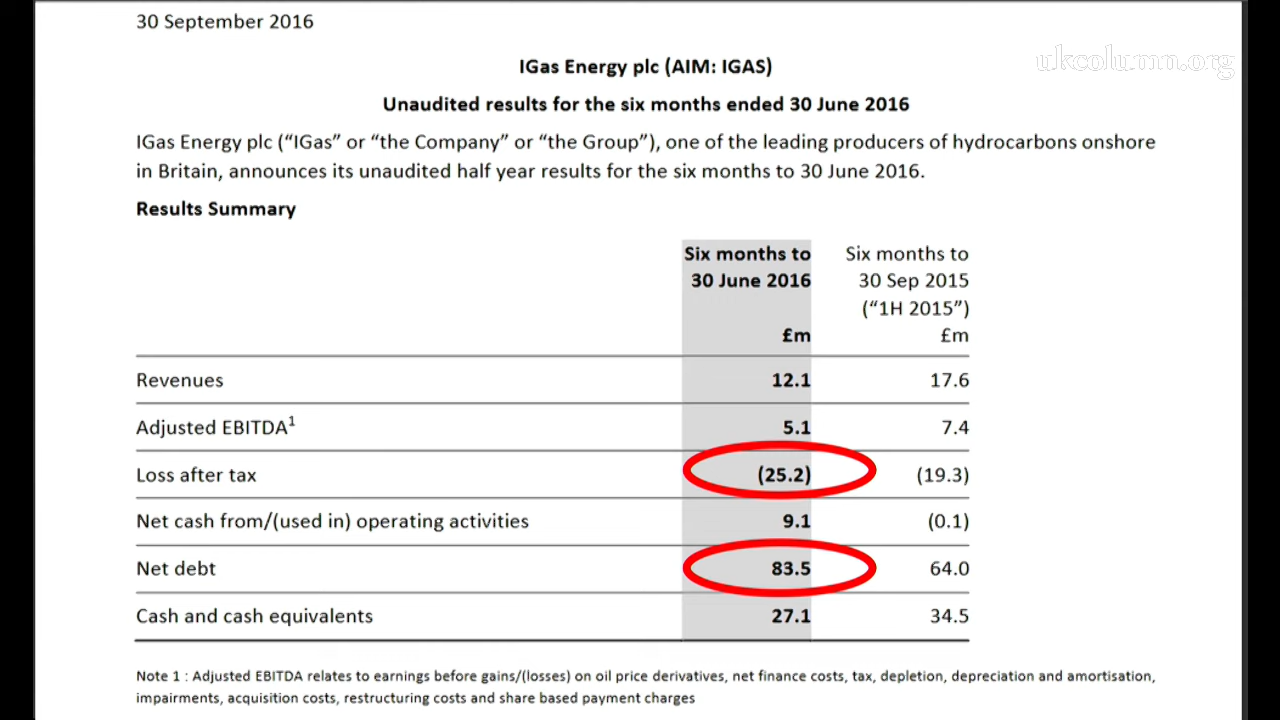 30 September 2016
ukcolumn.org
IGas Energy plc (AIM: IGAS)
Unaudited results for the six months ended 30 June 2016
IGas Energy plc (“IGas” or “the Company” or “the Group”), one of the leading producers of hydrocarbons onshore
in Britain, announces its unaudited half year results for the six months to 30 June 2016.
Results Summary
Six months to Six months to
30 June 2016 30 Sep 2015
(“1H 2015”)
£m £m
Revenues 12.1 17.6
Adjusted EBITDA¹ 5.1 7.4
Loss after tax (25.2) (19.3)
Net cash from/(used in) operating activities 9.1 (0.1)
Net debt 83.5 64.0
Cash and cash equivalents 27.1 34.5
Note 1 : Adjusted EBITDA relates to earnings before gains/(losses) on oil price derivatives, net finance costs, tax, depletion, depreciation and amortisation,
impairments, acquisition costs, restructuring costs and share based payment charges